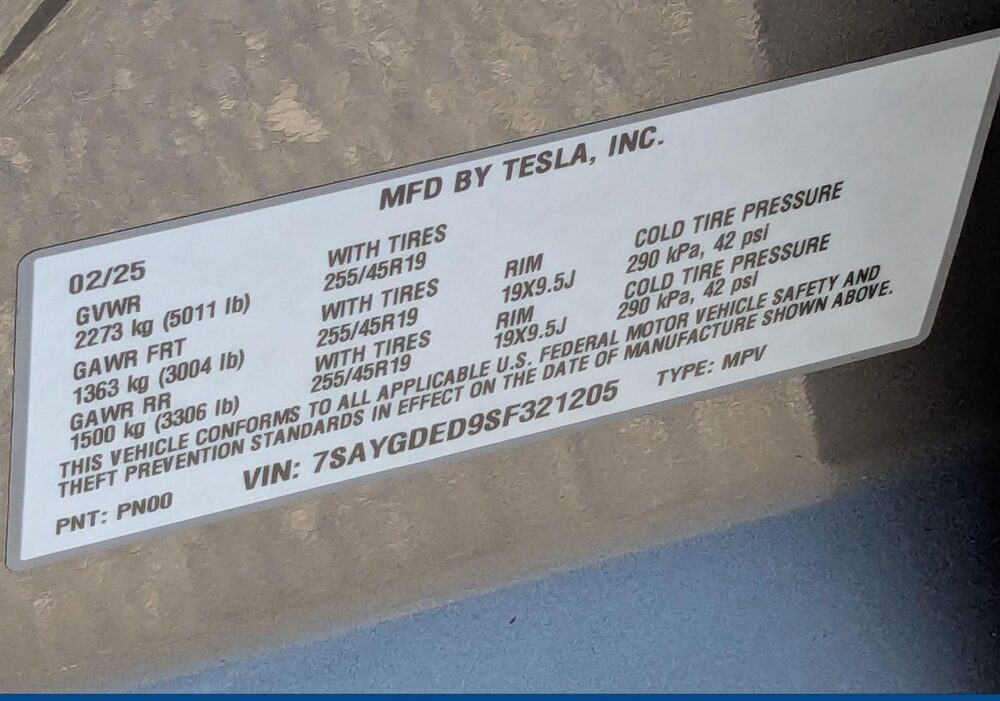 MFD BY TESLA, INC.
02/25
GVWR
2273 kg (5011 lb)
GAWR FRT
1363 kg (3004 lb)
GAWR RR
1500 kg (3306 lb)
WITH TIRES
255/45R19
WITH TIRES
255/45R19
WITH TIRES
255/45R19
RIM
19X9.5J
RIM
19X9.5J
COLD TIRE PRESSURE
290 kPa, 42 psi
COLD TIRE PRESSURE
290 kPa, 42 psi
THIS VEHICLE CONFORMS TO ALL APPLICABLE U.S. FEDERAL MOTOR VEHICLE SAFETY AND
THEFT PREVENTION STANDARDS IN EFFECT ON THE DATE OF MANUFACTURE SHOWN ABOVE.
PNT: PN00 VIN: 7SAYGDED9SF321205 TYPE: MPV